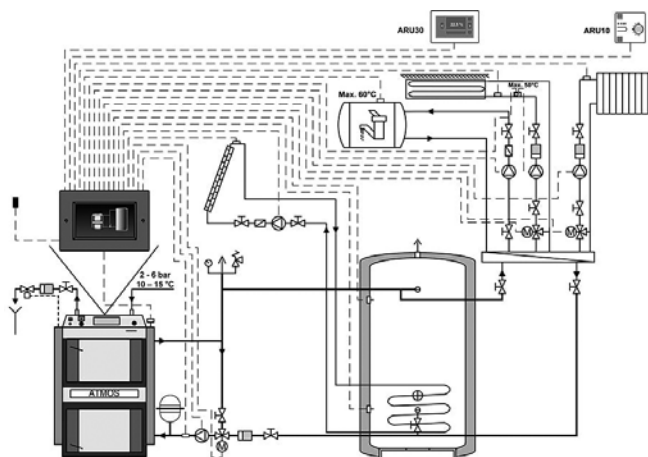 ARU30
ARU10
Max. 50°C
Max. 60°C
2 - 6 bar
10 – 15 °C
ATMOS
M
M
M